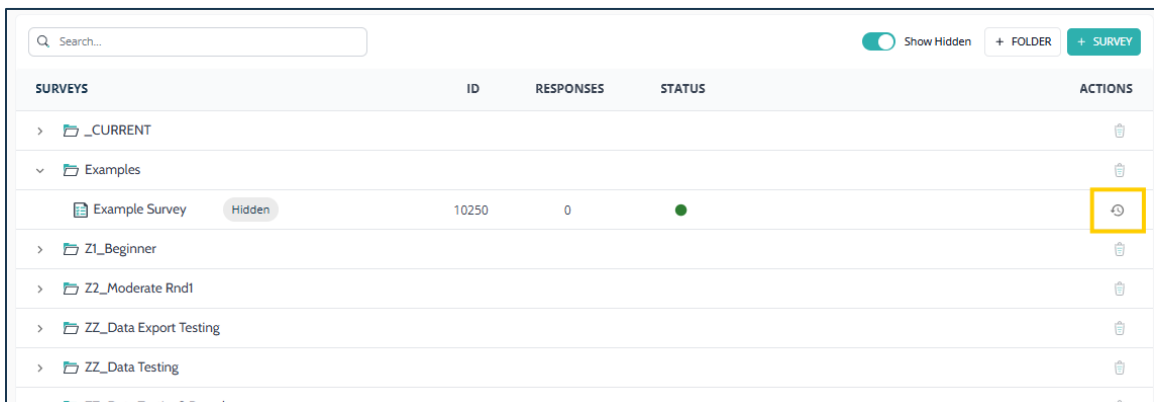 Search... Show Hidden + FOLDER + SURVEY
SURVEYS ID RESPONSES STATUS ACTIONS
_CURRENT
Examples
Example Survey Hidden 10250 0
Z1_Beginner
Z2_Moderate Rnd1
ZZ_Data Export Testing
ZZ_Data Testing